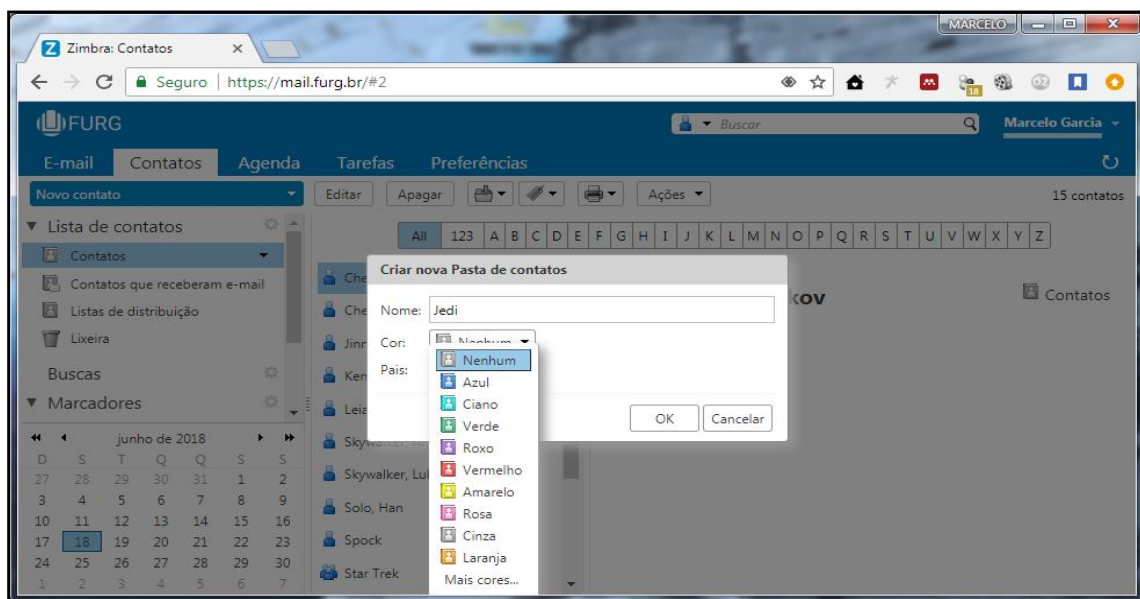 MARCELO
Zimbra: Contatos
Seguro | https://mail.furg.br/#2
18
FURG
Buscar
Marcelo Garcia
E-mail Contatos Agenda Tarefas Preferências
Novo contato
Editar Apagar Ações
15 contatos
Lista de contatos
Contatos
Contatos que receberam e-mail
Listas de distribuição
Lixeira
Buscas
Marcadores
junho de 2018
D S T Q Q S S
27 28 29 30 31 1 2
3 4 5 6 7 8 9
10 11 12 13 14 15 16
17 18 19 20 21 22 23
24 25 26 27 28 29 30
1 2 3 4 5 6 7
All 123 A B C D E F G H I J K L M N O P Q R S T U V W X Y Z
Che
Che
Jinr
Ken
Leia
Skywalker, Lu
Solo, Han
Spock
Star Trek
kov
Contatos
Criar nova Pasta de contatos
Nome: Jedi
Cor: Nenhum
Pais:
Nenhum
Azul
Ciano
Verde
Roxo
Vermelho
Amarelo
Rosa
Cinza
Laranja
Mais cores...
OK Cancelar